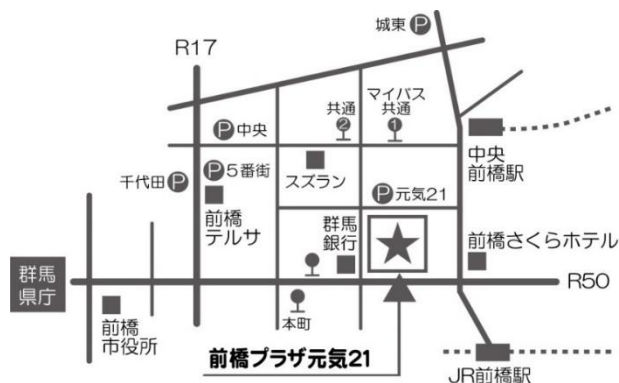 城東 P
R17
P 中央
共通
2
マイバス
共通
1
中央
前橋駅
千代田 P
P 5番街
前橋
テルサ
スズラン
P 元気21
群馬
銀行
前橋さくらホテル
群馬
県庁
R50
前橋
市役所
本町
前橋プラザ元気21
JR前橋駅